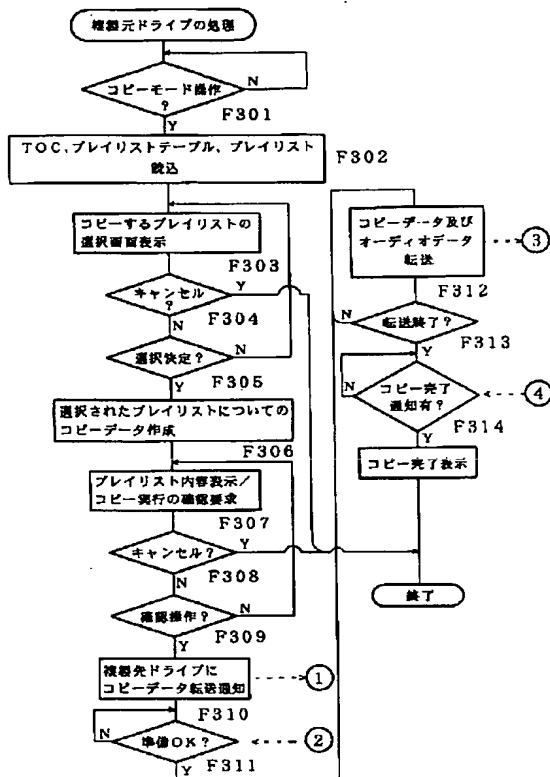 複製元ドライブの処理
コピーモード操作
?
N
Y
F301
TOC、プレイリストテーブル、プレイリスト
読込
F302
コピーするプレイリストの
選択画面表示
F303
キャンセル
?
Y
N
F304
選択決定?
N
Y
F305
選択されたプレイリストについての
コピーデータ作成
F306
プレイリスト内容表示/
コピー実行の確認要求
F307
キャンセル?
Y
N
F308
確認操作?
N
Y
F309
複製先ドライブに
コピーデータ転送通知
①
F310
準備OK?
②
N
Y
F311
コピーデータ及び
オーディオデータ
転送
③
F312
転送終了?
N
Y
F313
コピー完了
通知有?
④
N
Y
F314
コピー完了表示
終了